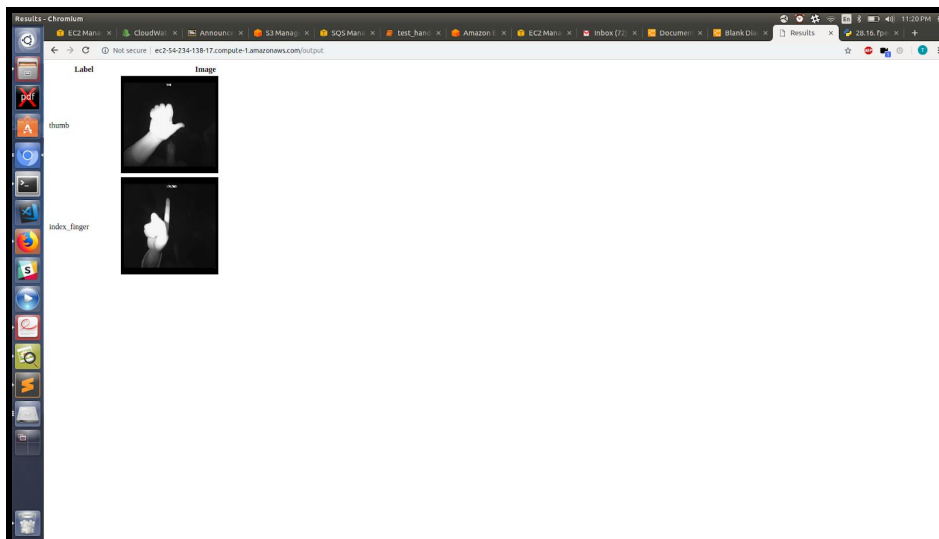 Results - Chromium
En
11:20 PM
EC2 Mana
CloudWat
Announce
S3 Manag
SQS Mana
test_hand
Amazon E
EC2 Mana
Inbox (72)
Documen
Blank Dia
Results
28.16. fpe
Not secure | ec2-54-234-138-17.compute-1.amazonaws.com/output
Label Image
thumb
index_finger
pdf